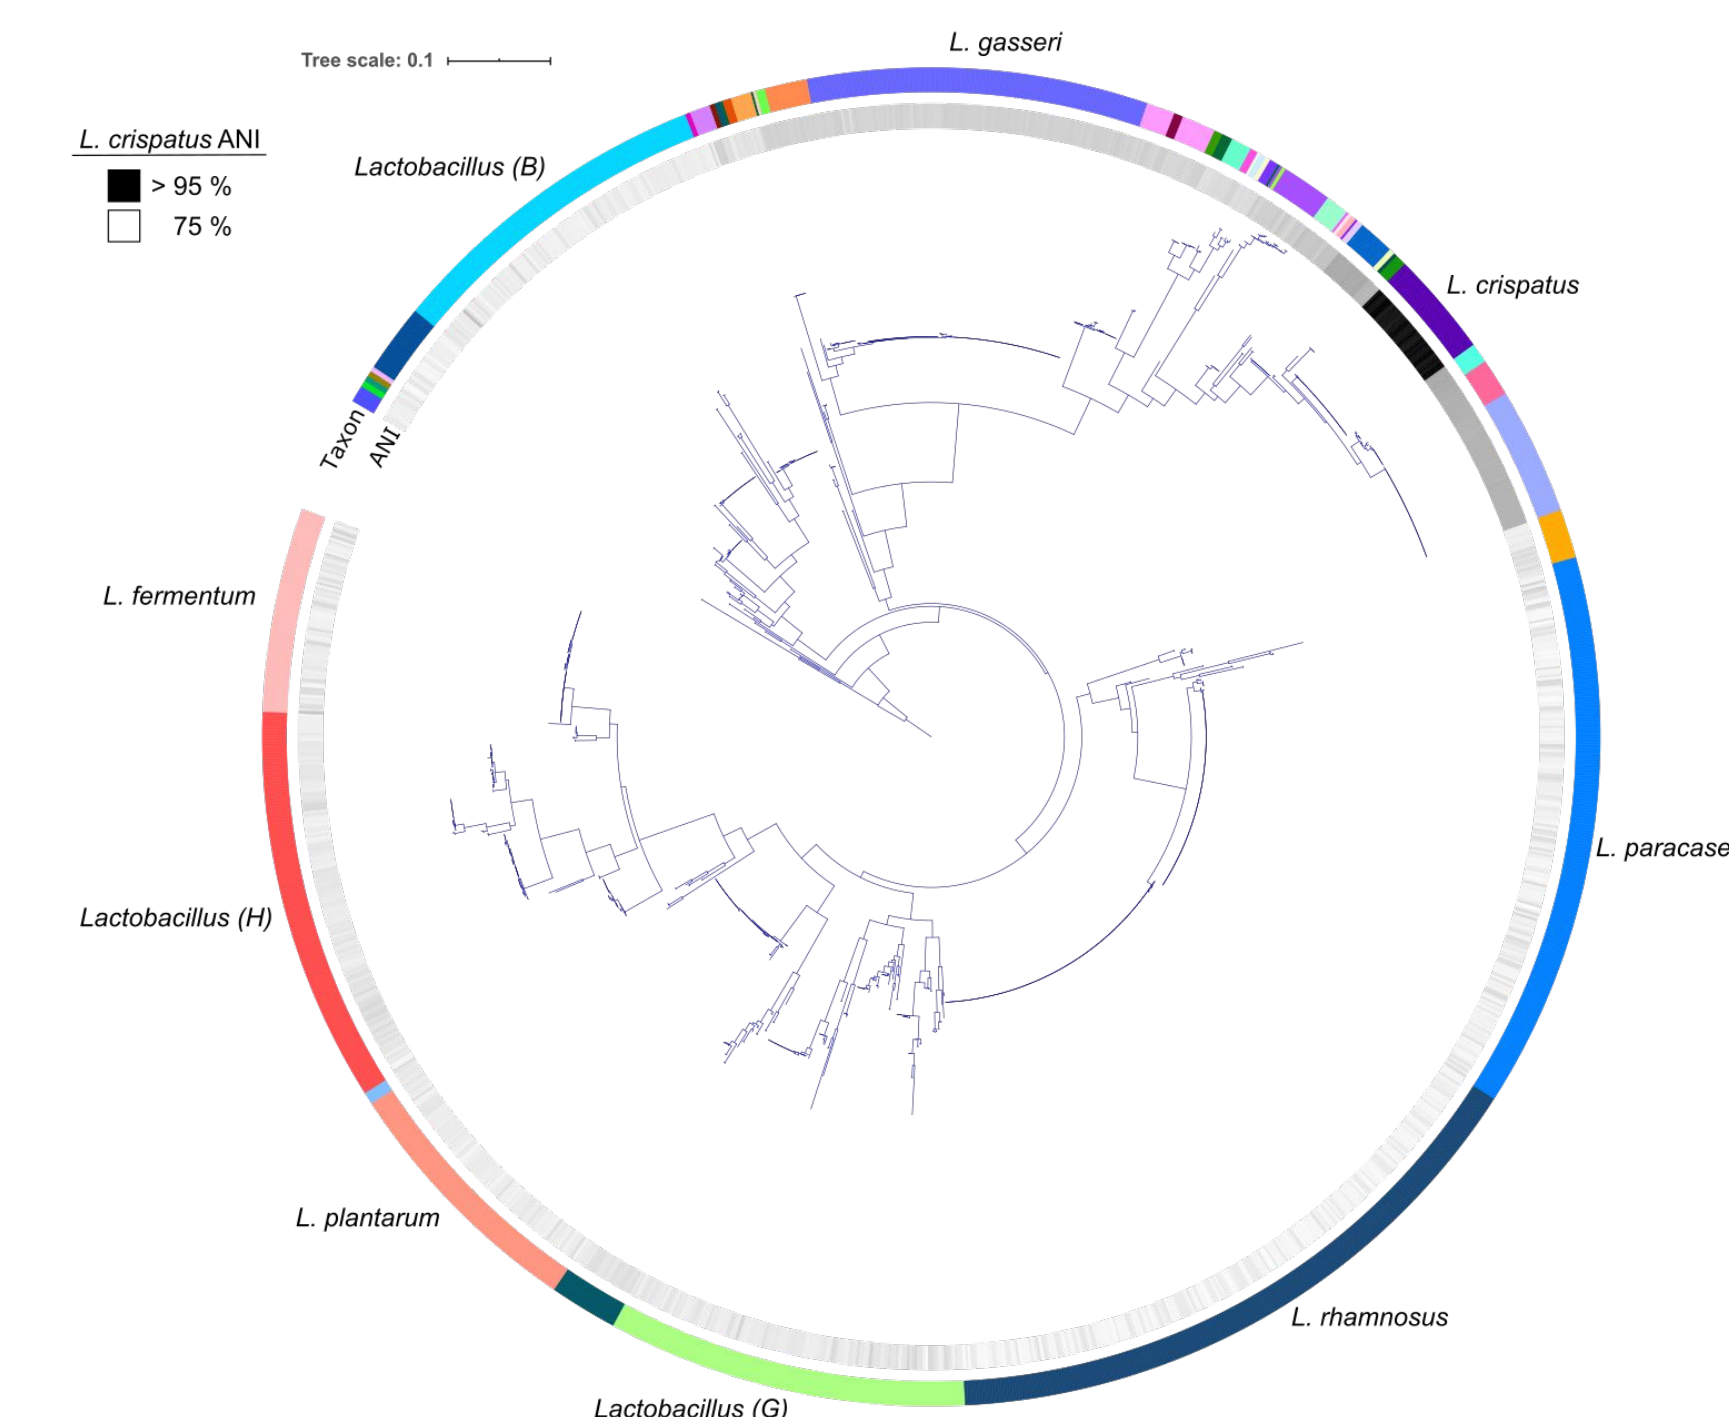 L. gasseri
Tree scale: 0.1
L. crispatus ANI
> 95 %
75 %
Lactobacillus (B)
L. crispatus
Taxon
ANI
L. fermentum
L. paracase
Lactobacillus (H)
L. plantarum
L. rhamnosus
Lactobacillus (G)